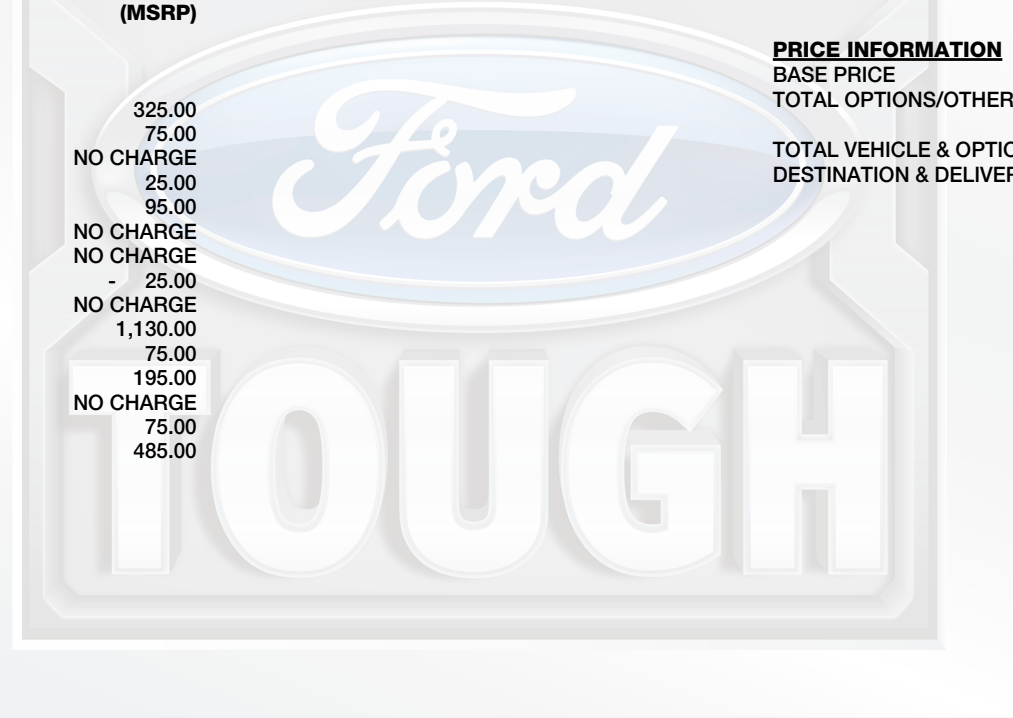 (MSRP)
325.00
75.00
NO CHARGE
25.00
95.00
NO CHARGE
NO CHARGE
- 25.00
NO CHARGE
1,130.00
75.00
195.00
NO CHARGE
75.00
485.00
PRICE INFORMATION
BASE PRICE
TOTAL OPTIONS/OTHER
TOTAL VEHICLE & OPTIO
DESTINATION & DELIVER
Ford
TOUGH